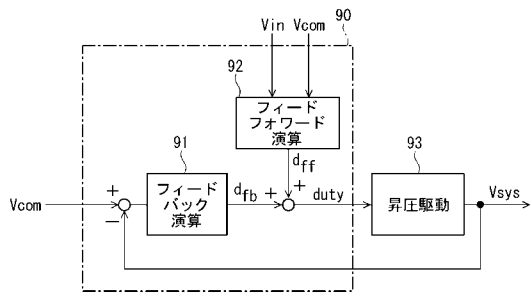 90
Vin Vcom
92
フィード
フォワード
演算
91
d_ff
93
Vcom
+
−
フィード
バック
演算
d_fb
+
+
duty
昇圧駆動
Vsys